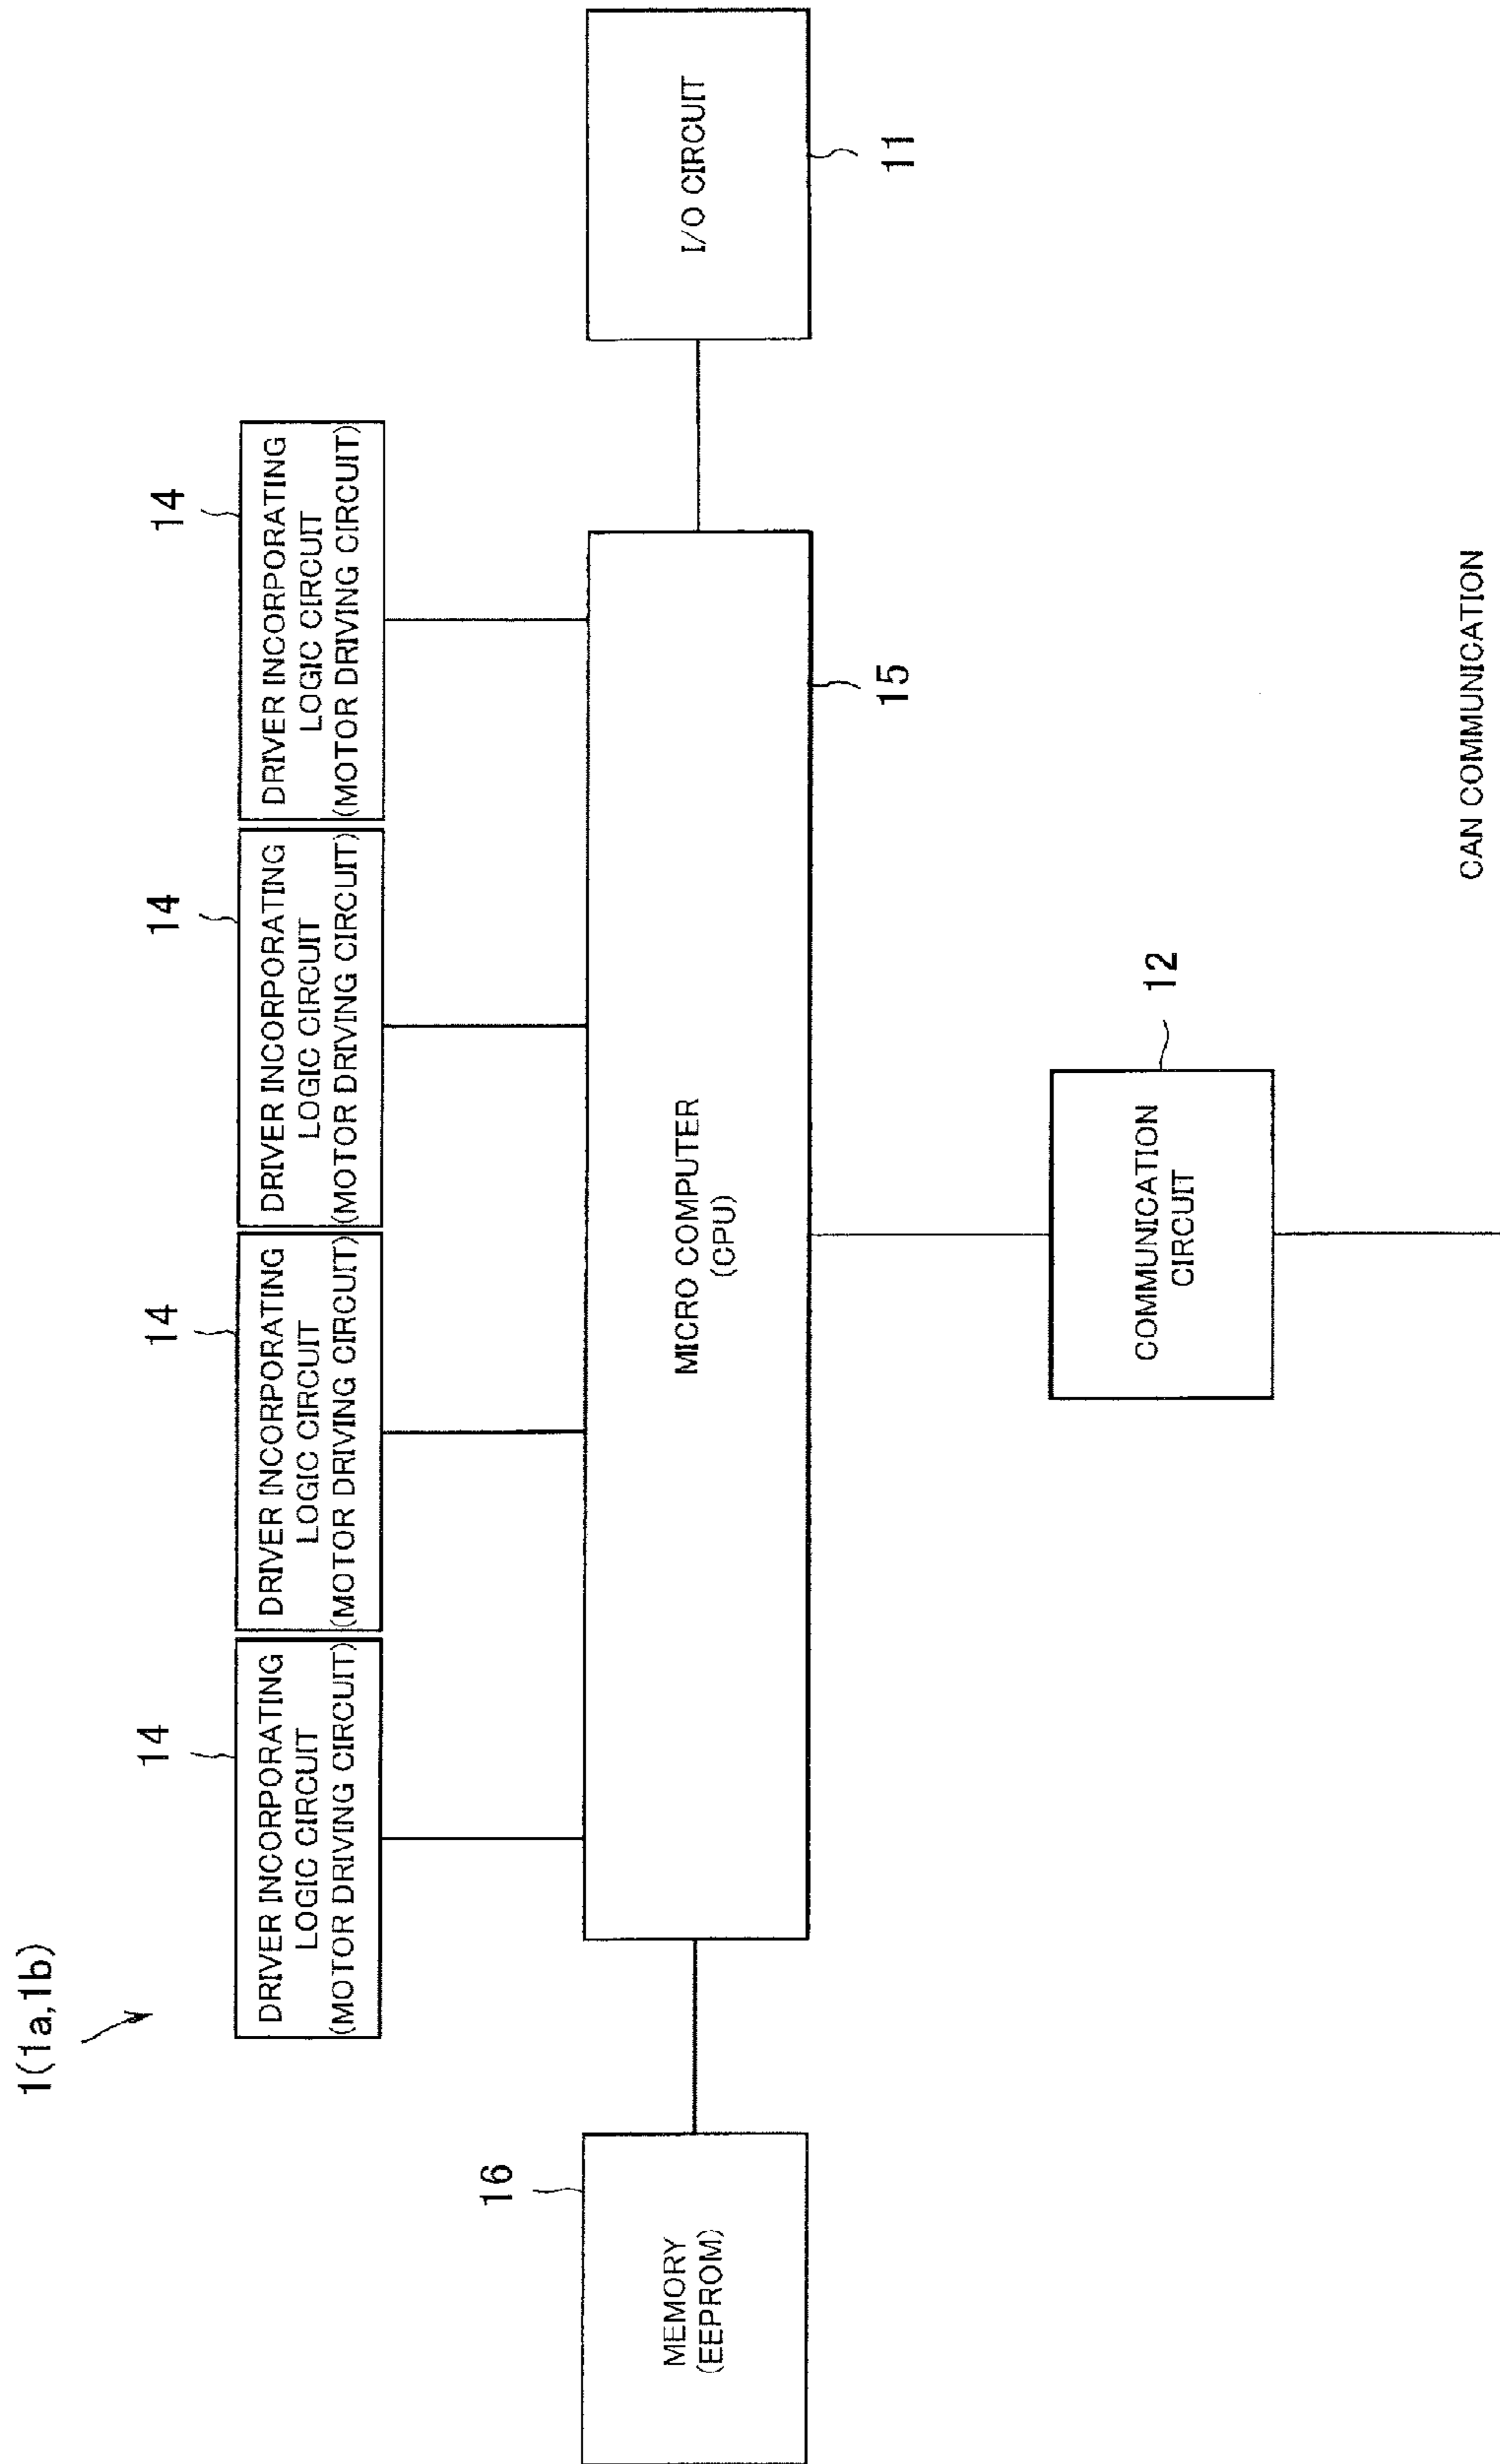 1(1a,1b)
14
14
14
14
DRIVER INCORPORATING
LOGIC CIRCUIT
(MOTOR DRIVING CIRCUIT)
DRIVER INCORPORATING
LOGIC CIRCUIT
(MOTOR DRIVING CIRCUIT)
DRIVER INCORPORATING
LOGIC CIRCUIT
(MOTOR DRIVING CIRCUIT)
DRIVER INCORPORATING
LOGIC CIRCUIT
(MOTOR DRIVING CIRCUIT)
16
MEMORY
(EEPROM)
MICRO COMPUTER
(CPU)
15
I/O CIRCUIT
11
COMMUNICATION
CIRCUIT
12
CAN COMMUNICATION